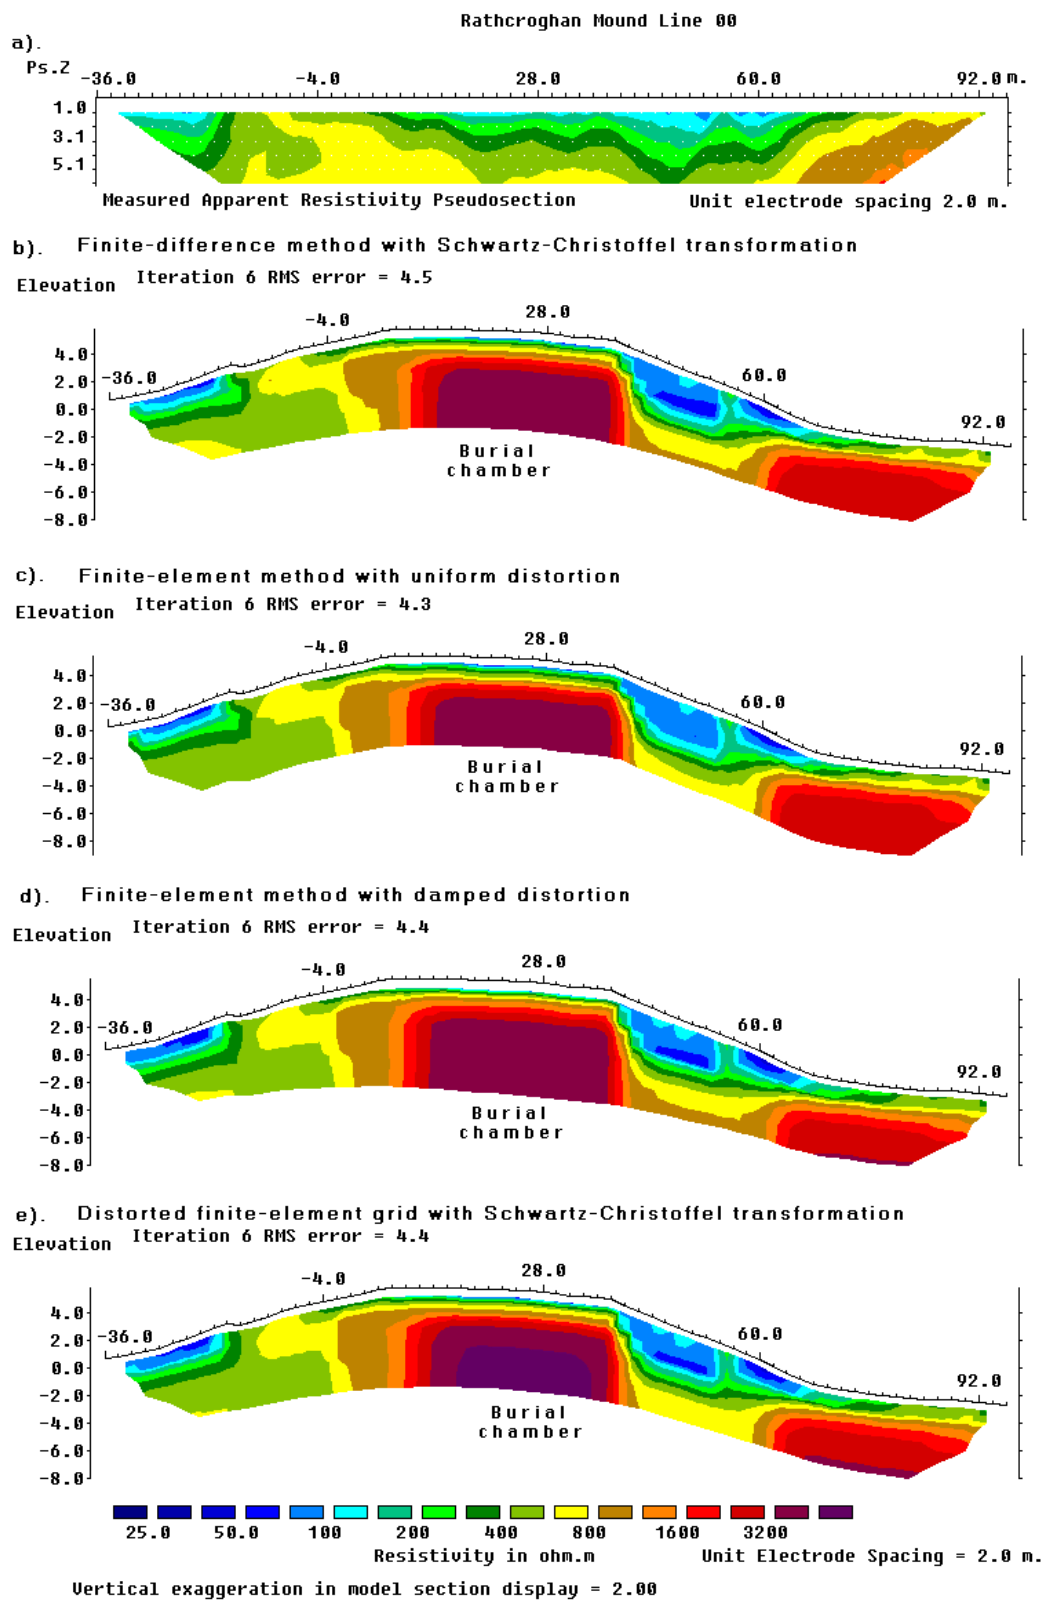 Rathcroghan Mound Line 00
a).
Ps.Z -36.0 -4.0 28.0 60.0 92.0 m.
1.0
3.1
5.1
Measured Apparent Resistivity Pseudosection Unit electrode spacing 2.0 m.
b). Finite-difference method with Schwartz-Christoffel transformation
Elevation Iteration 6 RMS error = 4.5
-36.0 -4.0 28.0 60.0 92.0
4.0
2.0
0.0
-2.0
-4.0
-6.0
-8.0
Burial
chamber
c). Finite-element method with uniform distortion
Elevation Iteration 6 RMS error = 4.3
-36.0 -4.0 28.0 60.0 92.0
4.0
2.0
0.0
-2.0
-4.0
-6.0
-8.0
Burial
chamber
d). Finite-element method with damped distortion
Elevation Iteration 6 RMS error = 4.4
-36.0 -4.0 28.0 60.0 92.0
4.0
2.0
0.0
-2.0
-4.0
-6.0
-8.0
Burial
chamber
e). Distorted finite-element grid with Schwartz-Christoffel transformation
Elevation Iteration 6 RMS error = 4.4
-36.0 -4.0 28.0 60.0 92.0
4.0
2.0
0.0
-2.0
-4.0
-6.0
-8.0
Burial
chamber
25.0 50.0 100 200 400 800 1600 3200
Resistivity in ohm.m Unit Electrode Spacing = 2.0 m.
Vertical exaggeration in model section display = 2.00